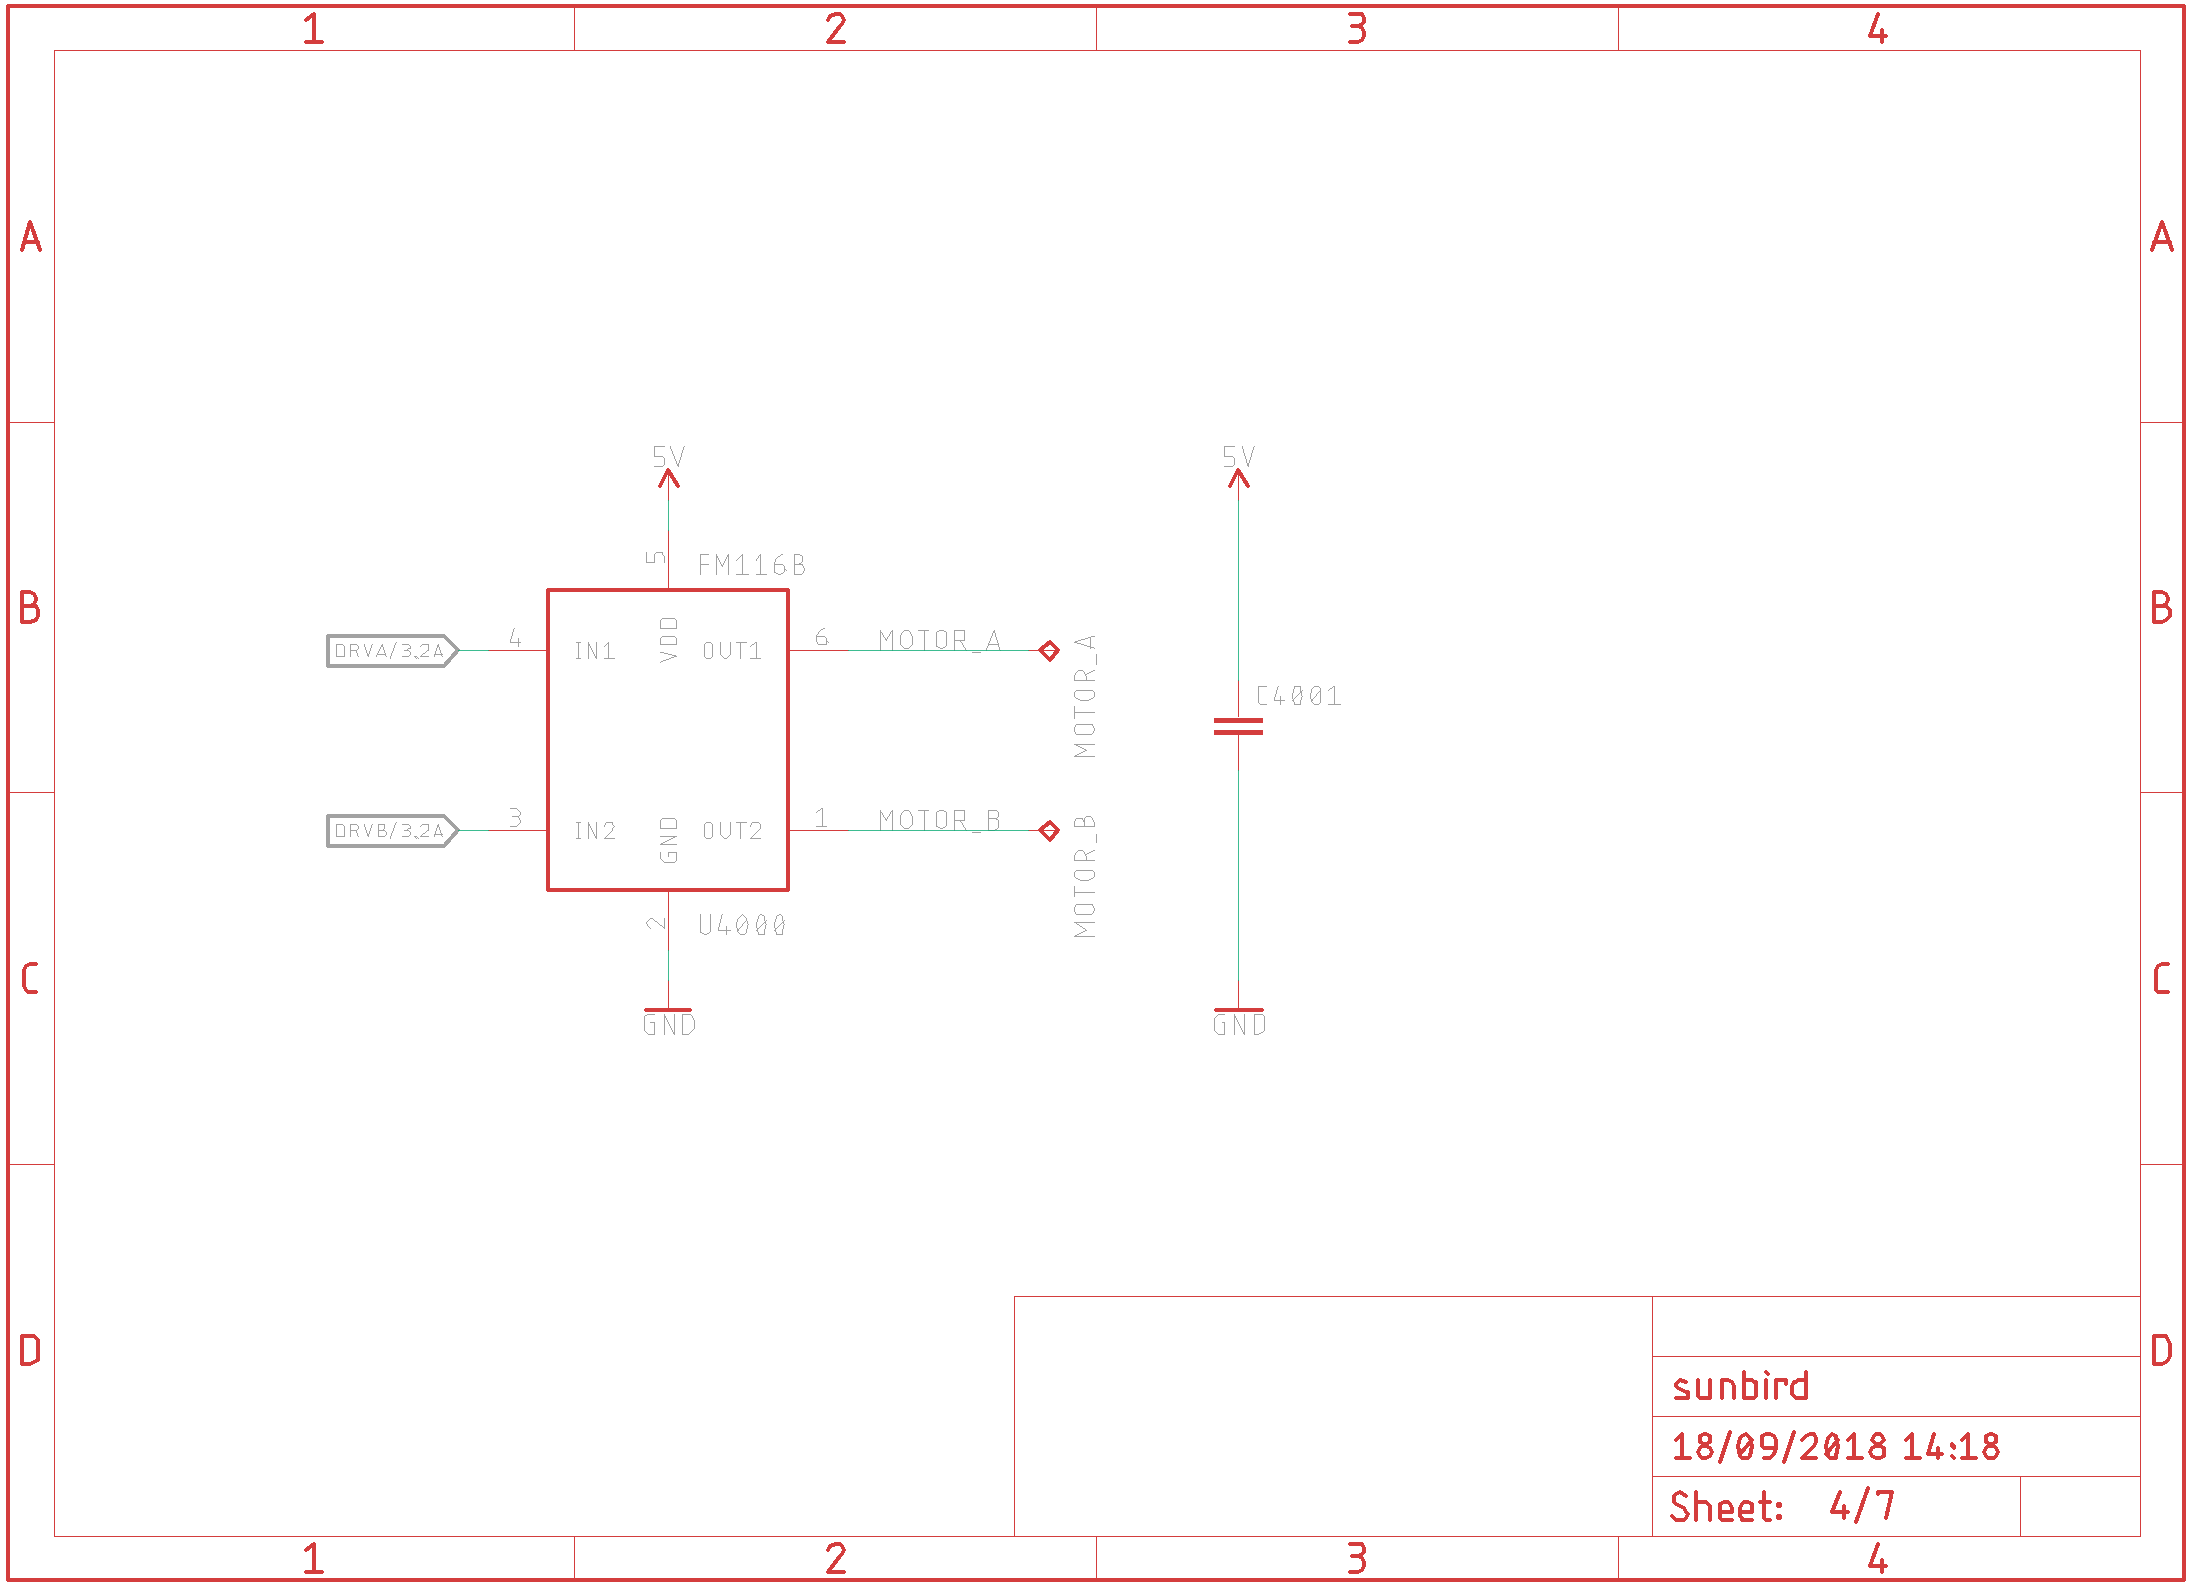 1 2 3 4
A A
5V 5V
5 FM116B
B B
DRVA/3.2A 4 IN1 VDD OUT1 6 MOTOR_A MOTOR_A
C4001
DRVB/3.2A 3 IN2 GND OUT2 1 MOTOR_B MOTOR_B
2 U4000
C C
GND GND
D D
sunbird
18/09/2018 14:18
Sheet: 4/7
1 2 3 4